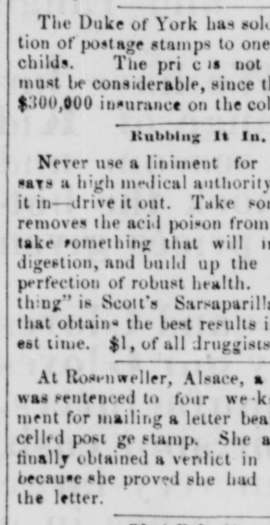 The Duke of York has sol
tion of postage stamps to one
childs. The pri c is not
must be considerable, since t
$300,000 insurance on the col
Rubbing It In.
Never use a liniment for
says a high medical authority
it in—drive it out. Take so
removes the acid poison from
take something that will i
digestion, and build up the
perfection of robust health.
thing" is Scott's Sarsaparill
that obtains the best results i
est time. $1, of all druggists
At Rosenweller, Alsace, a
was sentenced to four we ks
ment for mailing a letter bea
celled post ge stamp. She a
finally obtained a verdict in
because she proved she had
the letter.